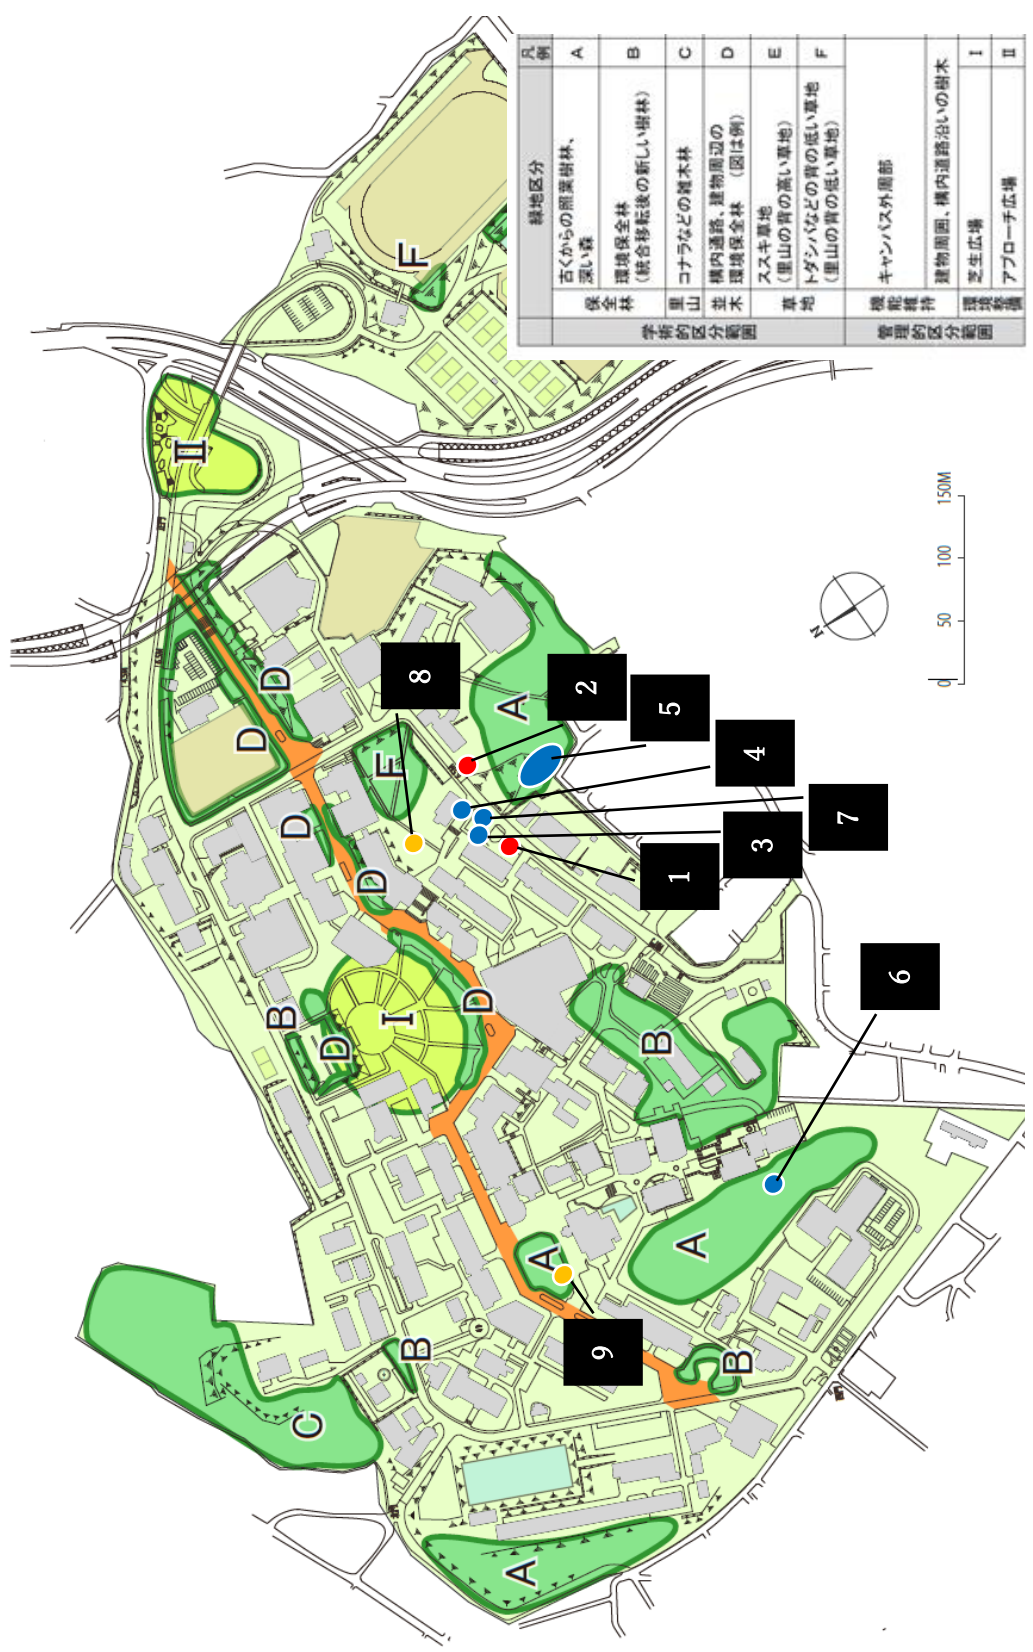 緑地区分
凡例
学術的区分範囲
保全林
古くからの照葉樹林、
深い森
A
環境保全林
(統合移転後の新しい樹林)
B
里山
コナラなどの雑木林
C
並木
構内通路、建物周辺の
環境保全林 (図は例)
D
草地
ススキ草地
(里山の背の高い草地)
E
トダシバなどの背の低い草地
(里山の背の低い草地)
F
管理的区分範囲
機能維持
キャンパス外周部
建物周囲、構内道路沿いの樹木
環境整備
芝生広場
I
アプローチ広場
II
F
II
D
D
8
2
A
5
F
4
D
7
3
D
1
B
I
D
D
6
B
A
A
9
B
B
C
A
N
0
50
100
150M